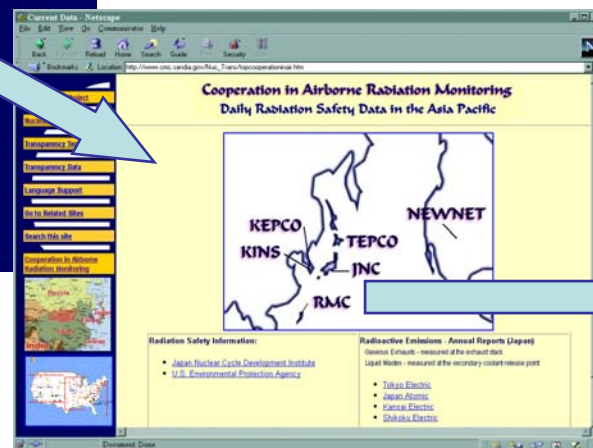 Current Data - Netscape
File Edit View Go Communicator Help
Back Reload Home Search Guide Security
Bookmarks Location: http://www.cmc.sandia.gov/Nuc_Trans/topcooperationinair.htm
Cooperation in Airborne Radiation Monitoring
Daily Radiation Safety Data in the Asia Pacific
Transparency Data
Language Support
Go to Related Sites
Search this site
Cooperation in Airborne
Radiation Monitoring
KEPCO
KINS
TEPCO
JNC
RMC
NEWNET
India
Radiation Safety Information:
Japan Nuclear Cycle Development Institute
U.S. Environmental Protection Agency
Radioactive Emissions - Annual Reports (Japan)
Gaseous Exhausts - measured at the exhaust stack
Liquid Wastes - measured at the secondary coolant release point
Tokyo Electric
Japan Atomic
Kansai Electric
Shikoku Electric
Document: Done